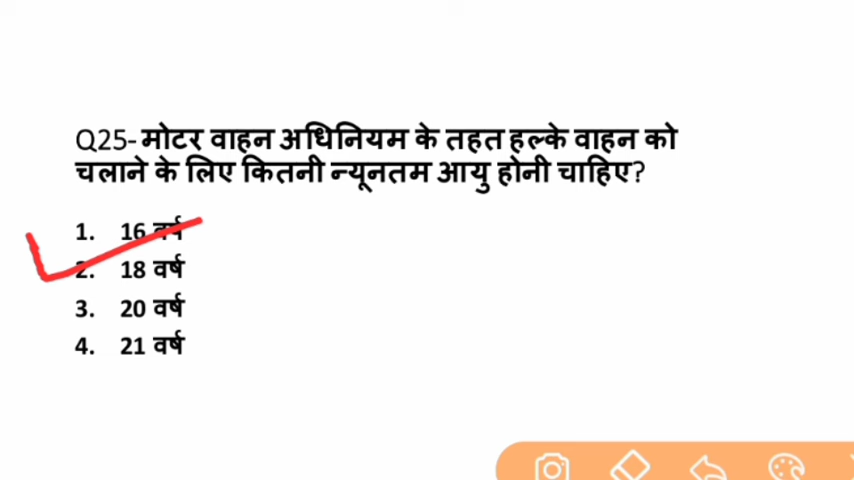 Q25- मोटर वाहन अधिनियम के तहत हल्के वाहन को
चलाने के लिए कितनी न्यूनतम आयु होनी चाहिए?
1. 16 वर्ष
2. 18 वर्ष
3. 20 वर्ष
4. 21 वर्ष